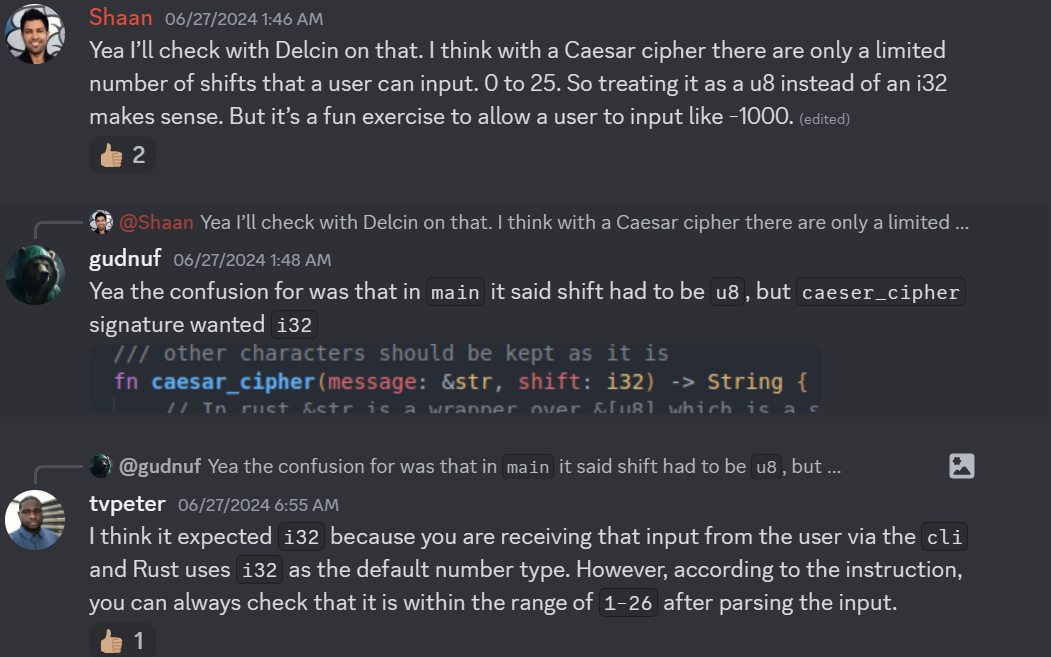 Shaan 06/27/2024 1:46 AM
Yea I’ll check with Delcin on that. I think with a Caesar cipher there are only a limited
number of shifts that a user can input. 0 to 25. So treating it as a u8 instead of an i32
makes sense. But it’s a fun exercise to allow a user to input like -1000. (edited)
2
@Shaan Yea I’ll check with Delcin on that. I think with a Caesar cipher there are only a limited ...
gudnuf 06/27/2024 1:48 AM
Yea the confusion for was that in main it said shift had to be u8, but caeser_cipher
signature wanted i32
/// other characters should be kept as it is
fn caesar_cipher(message: &str, shift: i32) -> String {
// In rust &str is a wrapper over &[u8] which is a s
@gudnuf Yea the confusion for was that in main it said shift had to be u8, but ...
tvpeter 06/27/2024 6:55 AM
I think it expected i32 because you are receiving that input from the user via the cli
and Rust uses i32 as the default number type. However, according to the instruction,
you can always check that it is within the range of 1-26 after parsing the input.
1